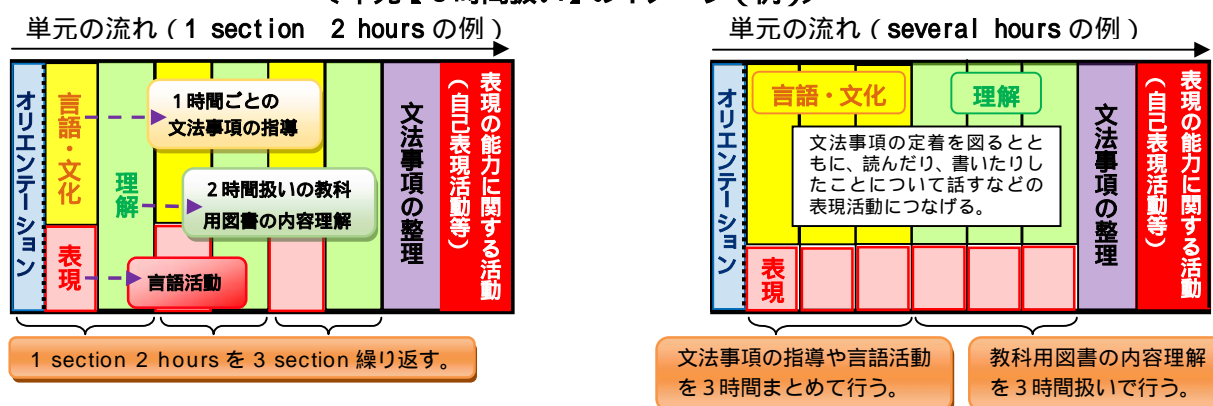 単元の流れ(1 section 2 hours の例)
オリエンテーション
言語・文化
理解
表現
1時間ごとの
文法事項の指導
2時間扱いの教科
用図書の内容理解
言語活動
文法事項の整理
表現の能力に関する活動
(自己表現活動等)
1 section 2 hours を 3 section 繰り返す。
単元の流れ(several hours の例)
オリエンテーション
言語・文化
理解
文法事項の定着を図るとと
もに、読んだり、書いたりし
たことについて話すなどの
表現活動につなげる。
表現
文法事項の整理
表現の能力に関する活動
(自己表現活動等)
文法事項の指導や言語活動
を3時間まとめて行う。
教科用図書の内容理解
を3時間扱いで行う。